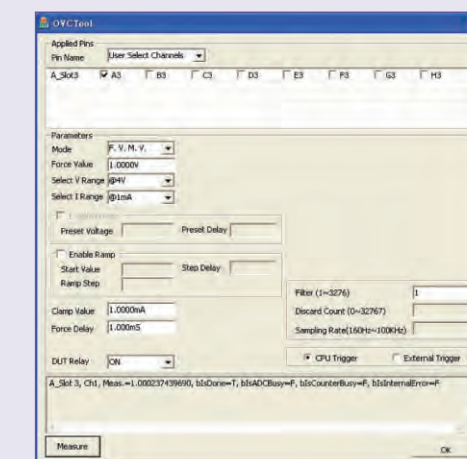 OVCTool
Applied Pins
Pin Name User Select Channels
A_Slot3 A3 B3 C3 D3 E3 F3 G3 H3
Parameters
Mode F. V. M. V.
Force Value 1.0000V
Select V Range @4V
Select I Range @1mA
Preset Voltage Preset Delay
Enable Ramp
Start Value Step Delay
Ramp Step
Filter (1~3276) 1
Clamp Value 1.0000mA
Discard Count (0~32767)
Force Delay 1.000mS
Sampling Rate(160Hz~100KHz)
DUT Relay ON
CPU Trigger External Trigger
A_Slot 3, Ch1, Meas.=1.000237439690, bIsDone=T, bIsADCBusy=F, bIsCounterBusy=F, bIsInternalError=F
Measure OK